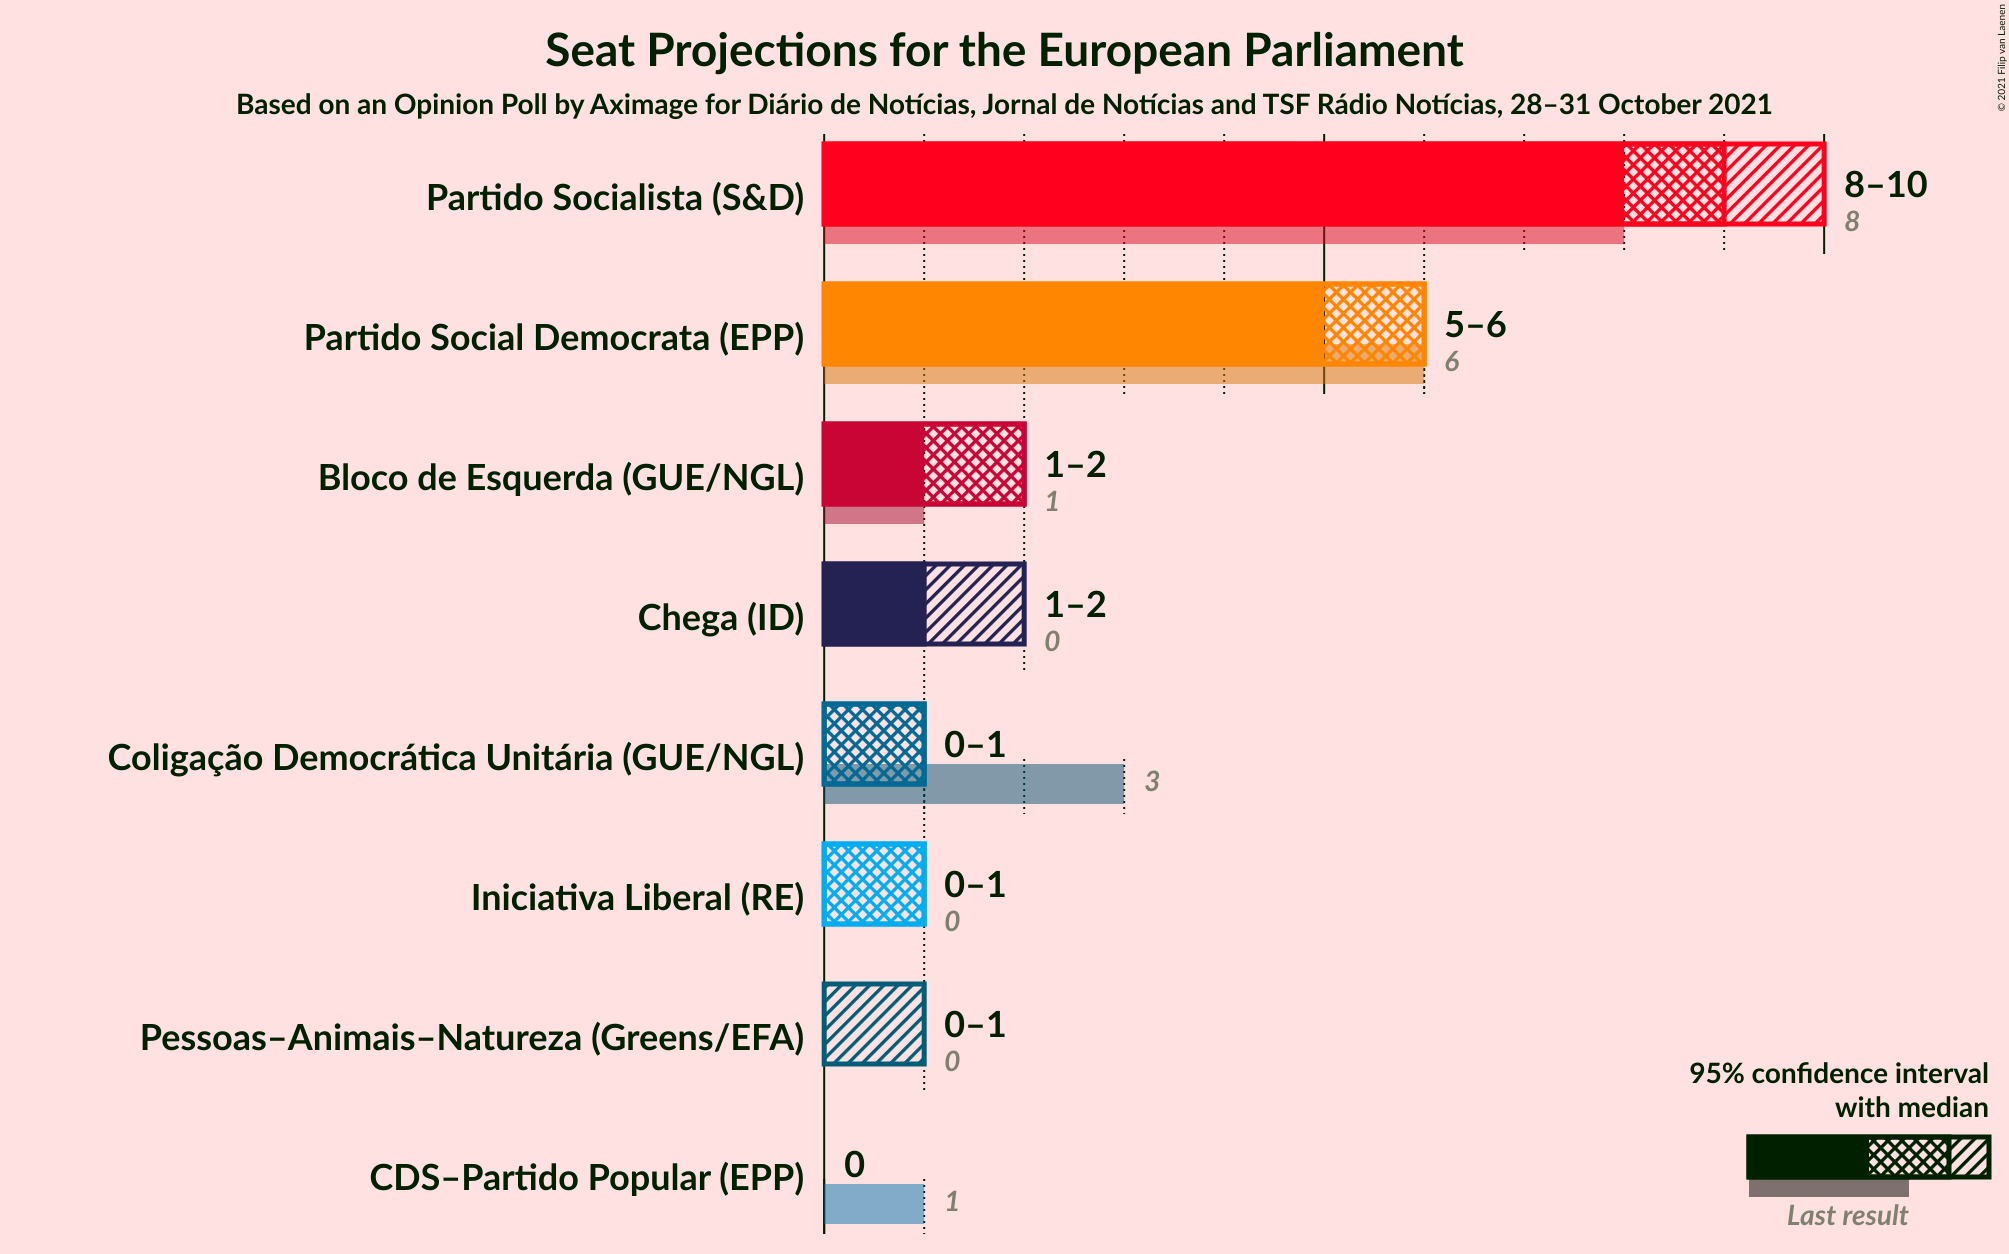 Seat Projections for the European Parliament
Based on an Opinion Poll by Aximage for Diário de Notícias, Jornal de Notícias and TSF Rádio Notícias, 28–31 October 2021
© 2021 Filip van Laenen
Partido Socialista (S&D)
8–10
8
Partido Social Democrata (EPP)
5–6
6
Bloco de Esquerda (GUE/NGL)
1–2
1
Chega (ID)
1–2
0
Coligação Democrática Unitária (GUE/NGL)
0–1
3
Iniciativa Liberal (RE)
0–1
0
Pessoas–Animais–Natureza (Greens/EFA)
0–1
0
CDS–Partido Popular (EPP)
0
1
95% confidence interval
with median
Last result